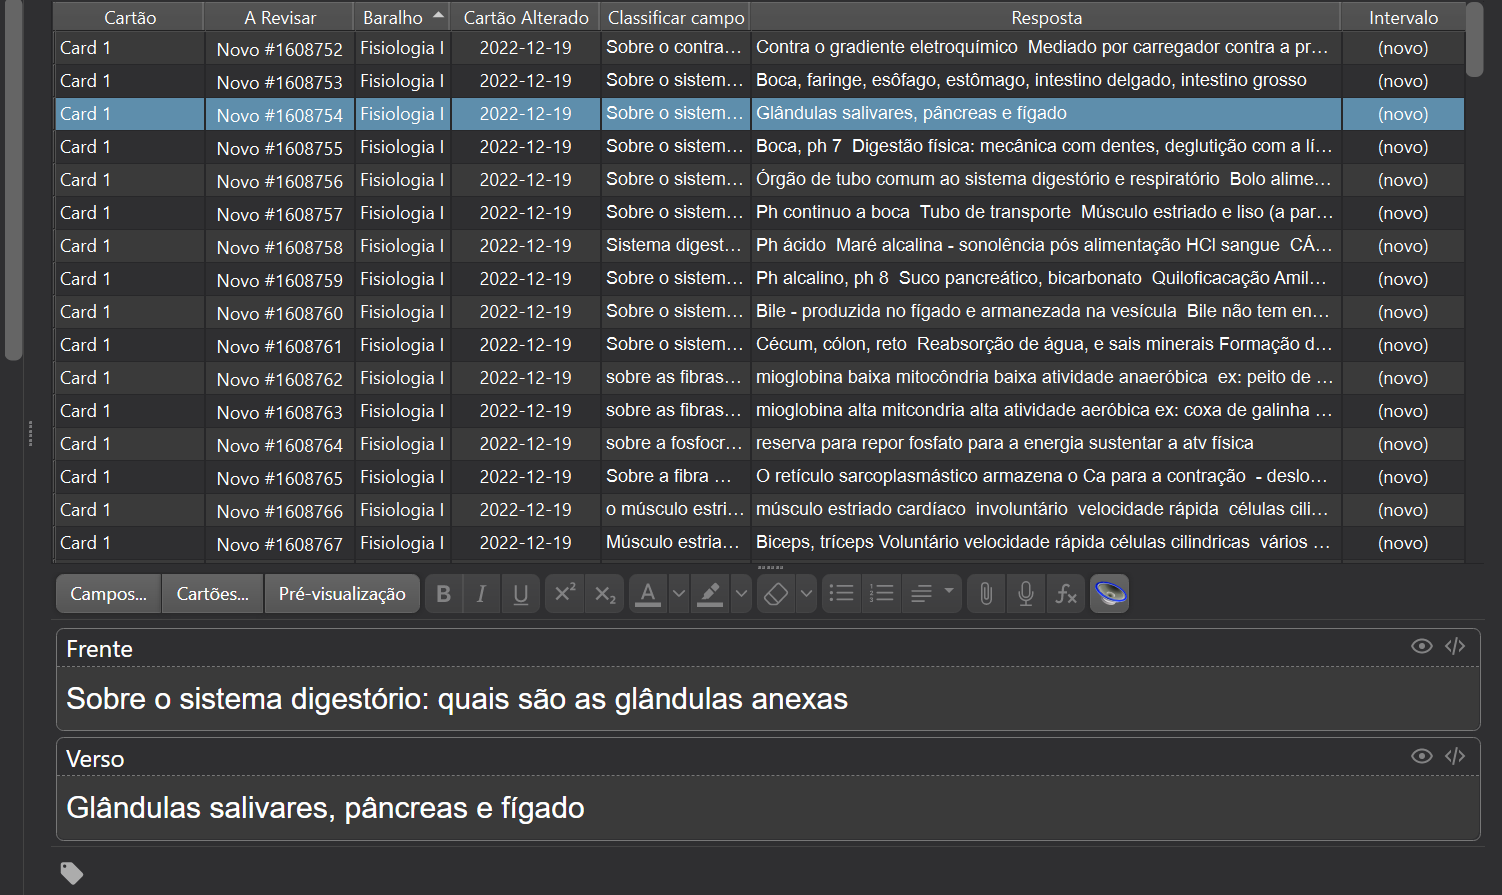 Cartão A Revisar Baralho Cartão Alterado Classificar campo Resposta Intervalo
Card 1 Novo #1608752 Fisiologia I 2022-12-19 Sobre o contra… Contra o gradiente eletroquímico  Mediado por carregador contra a pr… (novo)
Card 1 Novo #1608753 Fisiologia I 2022-12-19 Sobre o sistem… Boca, faringe, esôfago, estômago, intestino delgado, intestino grosso (novo)
Card 1 Novo #1608754 Fisiologia I 2022-12-19 Sobre o sistem… Glândulas salivares, pâncreas e fígado (novo)
Card 1 Novo #1608755 Fisiologia I 2022-12-19 Sobre o sistem… Boca, ph 7  Digestão física: mecânica com dentes, deglutição com a lí… (novo)
Card 1 Novo #1608756 Fisiologia I 2022-12-19 Sobre o sistem… Órgão de tubo comum ao sistema digestório e respiratório  Bolo alime… (novo)
Card 1 Novo #1608757 Fisiologia I 2022-12-19 Sobre o sistem… Ph continuo a boca  Tubo de transporte  Músculo estriado e liso (a par… (novo)
Card 1 Novo #1608758 Fisiologia I 2022-12-19 Sistema digest… Ph ácido  Maré alcalina - sonolência pós alimentação HCl sangue  CÁ… (novo)
Card 1 Novo #1608759 Fisiologia I 2022-12-19 Sobre o sistem… Ph alcalino, ph 8  Suco pancreático, bicarbonato  Quiloficacação Amil… (novo)
Card 1 Novo #1608760 Fisiologia I 2022-12-19 Sobre o sistem… Bile - produzida no fígado e armanezada na vesícula  Bile não tem en… (novo)
Card 1 Novo #1608761 Fisiologia I 2022-12-19 Sobre o sistem… Cécum, cólon, reto  Reabsorção de água, e sais minerais Formação d… (novo)
Card 1 Novo #1608762 Fisiologia I 2022-12-19 sobre as fibras… mioglobina baixa mitocôndria baixa atividade anaeróbica  ex: peito de … (novo)
Card 1 Novo #1608763 Fisiologia I 2022-12-19 sobre as fibras… mioglobina alta mitcondria alta atividade aeróbica ex: coxa de galinha … (novo)
Card 1 Novo #1608764 Fisiologia I 2022-12-19 sobre a fosfocr… reserva para repor fosfato para a energia sustentar a atv física (novo)
Card 1 Novo #1608765 Fisiologia I 2022-12-19 Sobre a fibra … O retículo sarcoplasmástico armazena o Ca para a contração  - deslo… (novo)
Card 1 Novo #1608766 Fisiologia I 2022-12-19 o músculo estri… músculo estriado cardíaco  involuntário  velocidade rápida  células cili… (novo)
Card 1 Novo #1608767 Fisiologia I 2022-12-19 Músculo estria… Biceps, tríceps Voluntário velocidade rápida células cilindricas  vários … (novo)
Campos... Cartões... Pré-visualização B I U x² x₂ A fx
Frente
Sobre o sistema digestório: quais são as glândulas anexas
Verso
Glândulas salivares, pâncreas e fígado